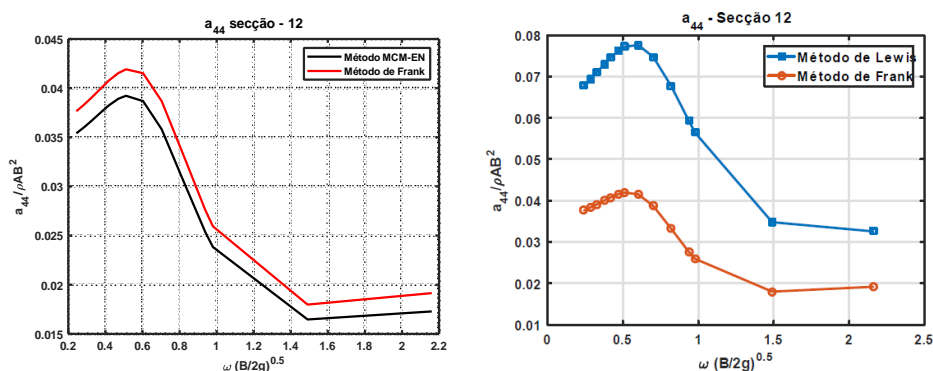 a44 secção - 12
Método MCM-EN
Método de Frank
a44/ρAB2
0.045
0.04
0.035
0.03
0.025
0.02
0.015
0.2 0.4 0.6 0.8 1 1.2 1.4 1.6 1.8 2 2.2
ω (B/2g)0.5
a44 - Secção 12
Método de Lewis
Método de Frank
a44/ρAB2
0.08
0.07
0.06
0.05
0.04
0.03
0.02
0.01
0 0.5 1 1.5 2 2.5
ω (B/2g)0.5